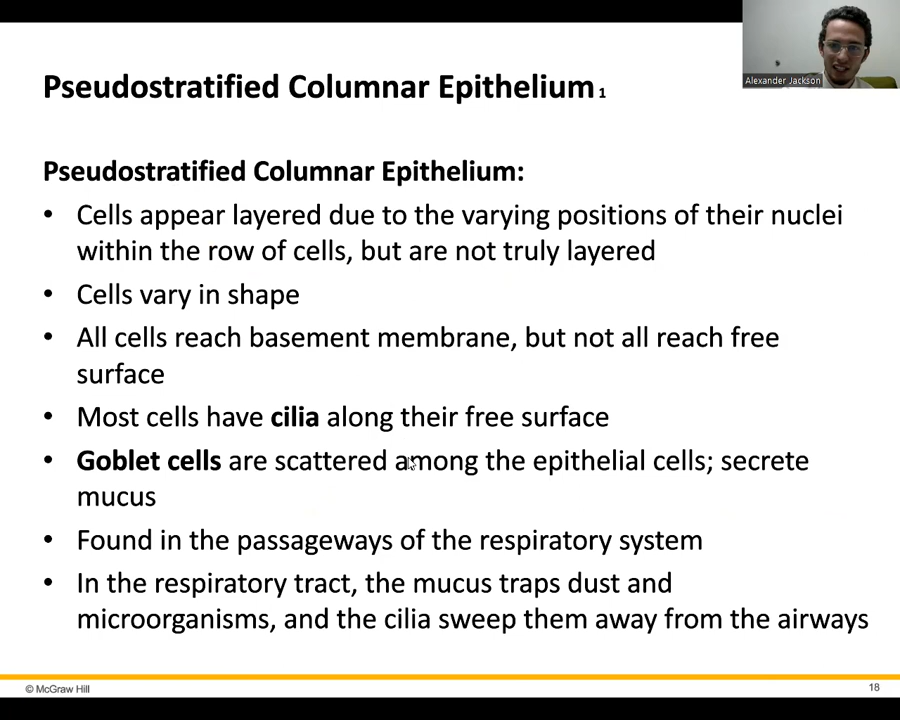 Alexander Jackson
Pseudostratified Columnar Epithelium 1
Pseudostratified Columnar Epithelium:
• Cells appear layered due to the varying positions of their nuclei
within the row of cells, but are not truly layered
• Cells vary in shape
• All cells reach basement membrane, but not all reach free
surface
• Most cells have cilia along their free surface
• Goblet cells are scattered among the epithelial cells; secrete
mucus
• Found in the passageways of the respiratory system
• In the respiratory tract, the mucus traps dust and
microorganisms, and the cilia sweep them away from the airways
© McGraw Hill
18